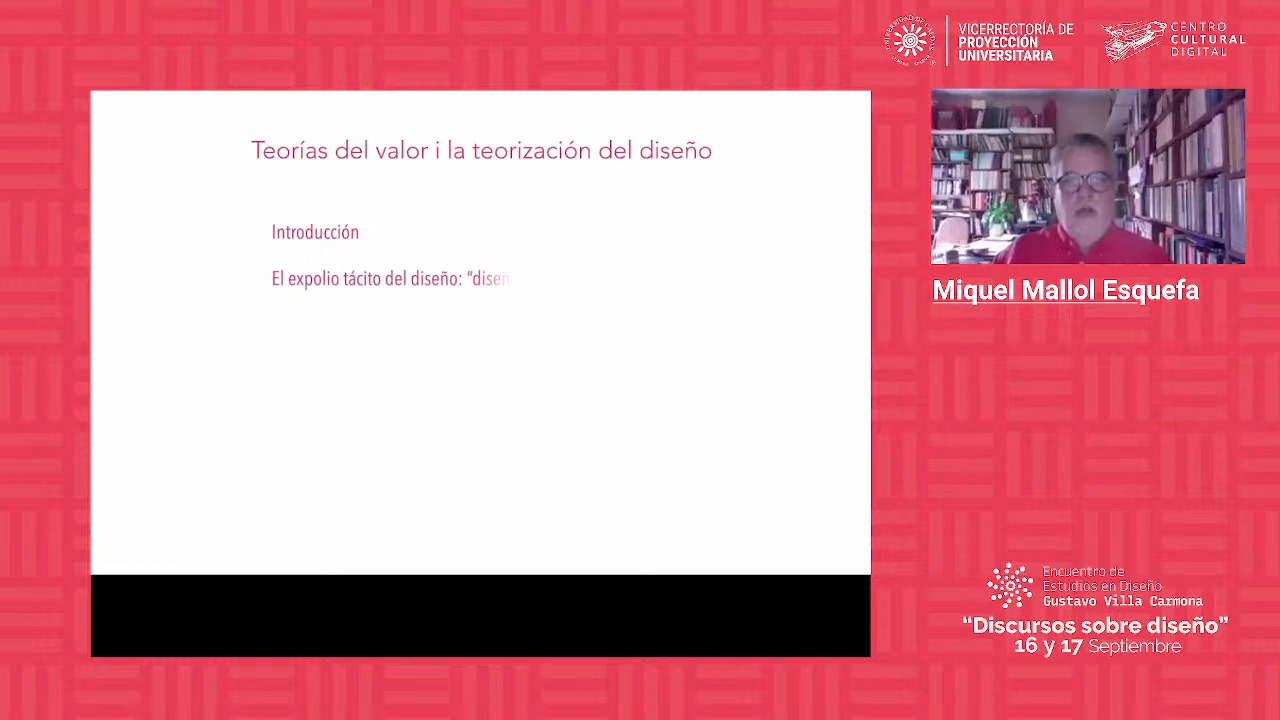 VICERRECTORÍA DE
PROYECCIÓN
UNIVERSITARIA
CENTRO
CULTURAL
DIGITAL
Teorías del valor i la teorización del diseño
Introducción
El expolio tácito del diseño: “diseñ
Miquel Mallol Esquefa
Encuentro de
Estudios en Diseño
Gustavo Villa Carmona
“Discursos sobre diseño”
16 y 17 Septiembre